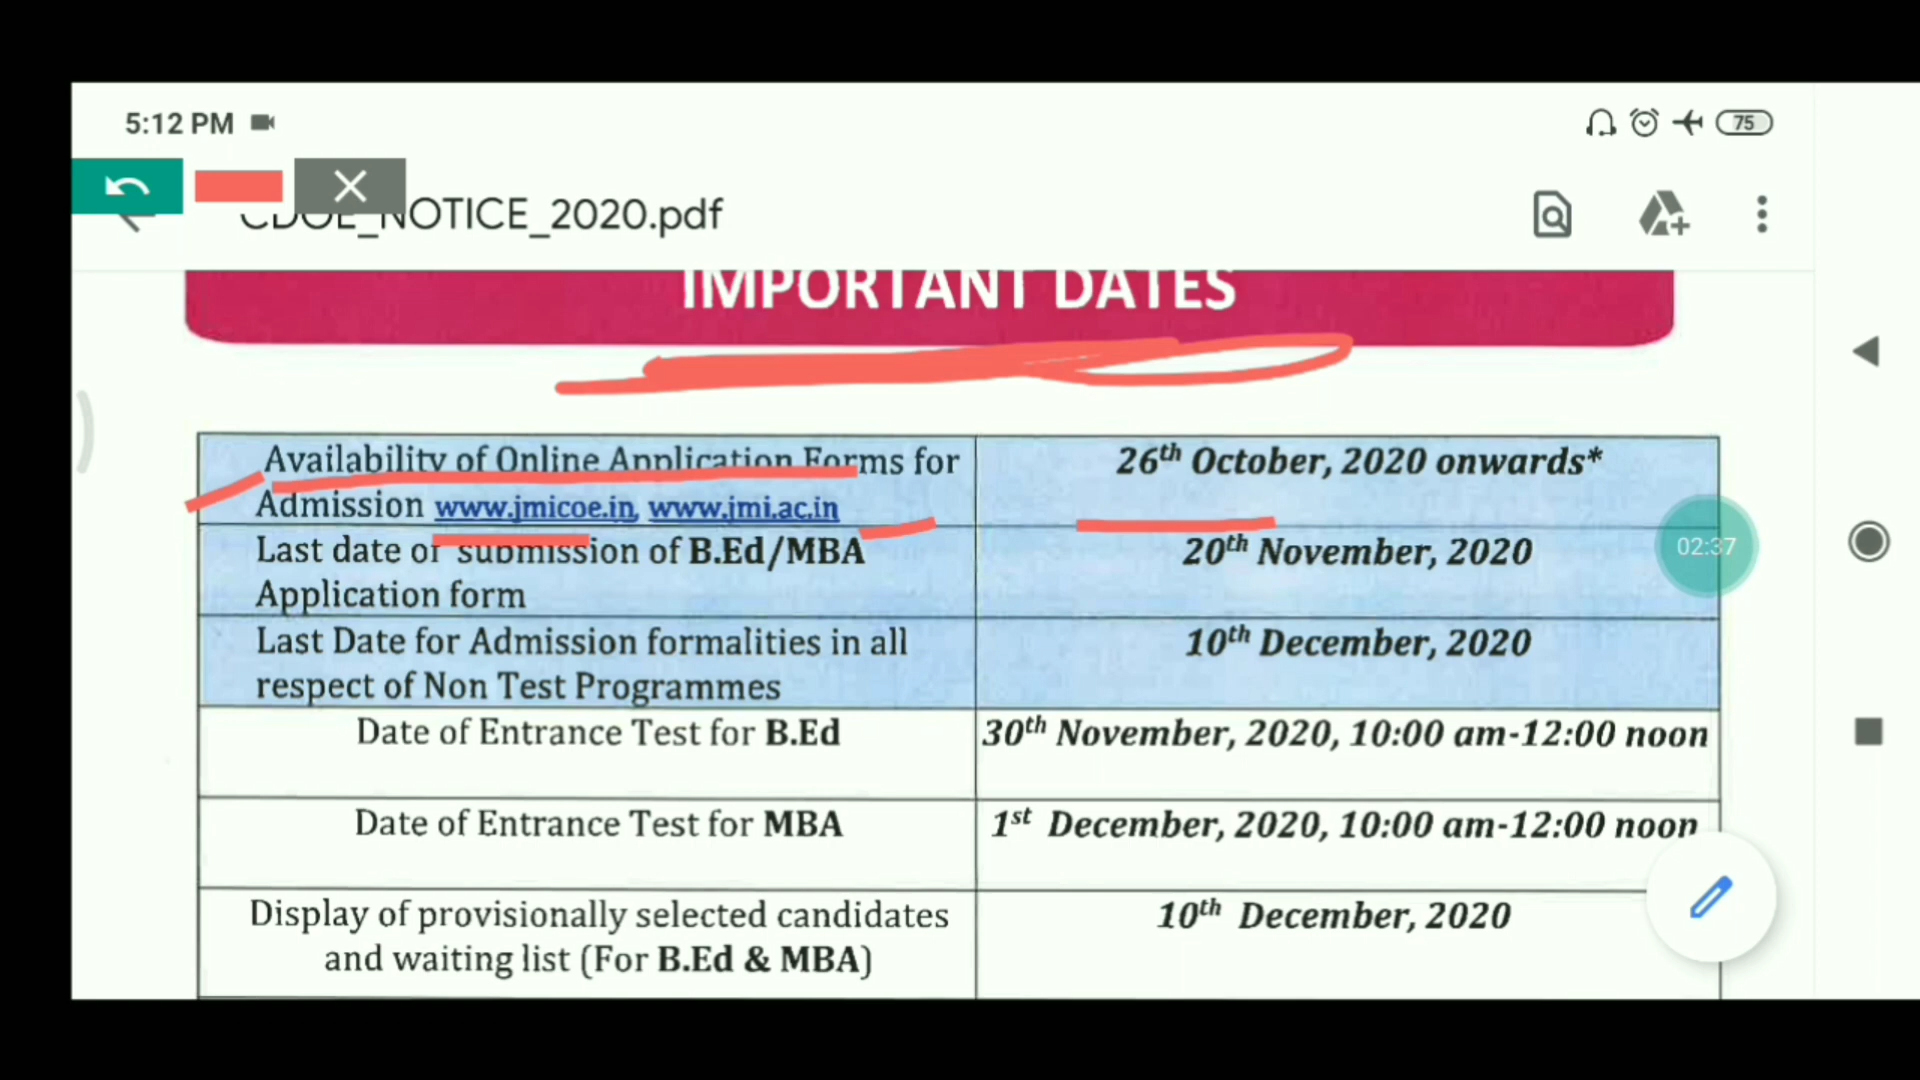 5:12 PM
75
CDOE_NOTICE_2020.pdf
IMPORTANT DATES
Availability of Online Application Forms for
Admission www.jmicoe.in, www.jmi.ac.in
26th October, 2020 onwards*
02:37
Last date of submission of B.Ed/MBA
Application form
20th November, 2020
Last Date for Admission formalities in all
respect of Non Test Programmes
10th December, 2020
Date of Entrance Test for B.Ed
30th November, 2020, 10:00 am-12:00 noon
Date of Entrance Test for MBA
1st December, 2020, 10:00 am-12:00 noon
Display of provisionally selected candidates
and waiting list (For B.Ed & MBA)
10th December, 2020